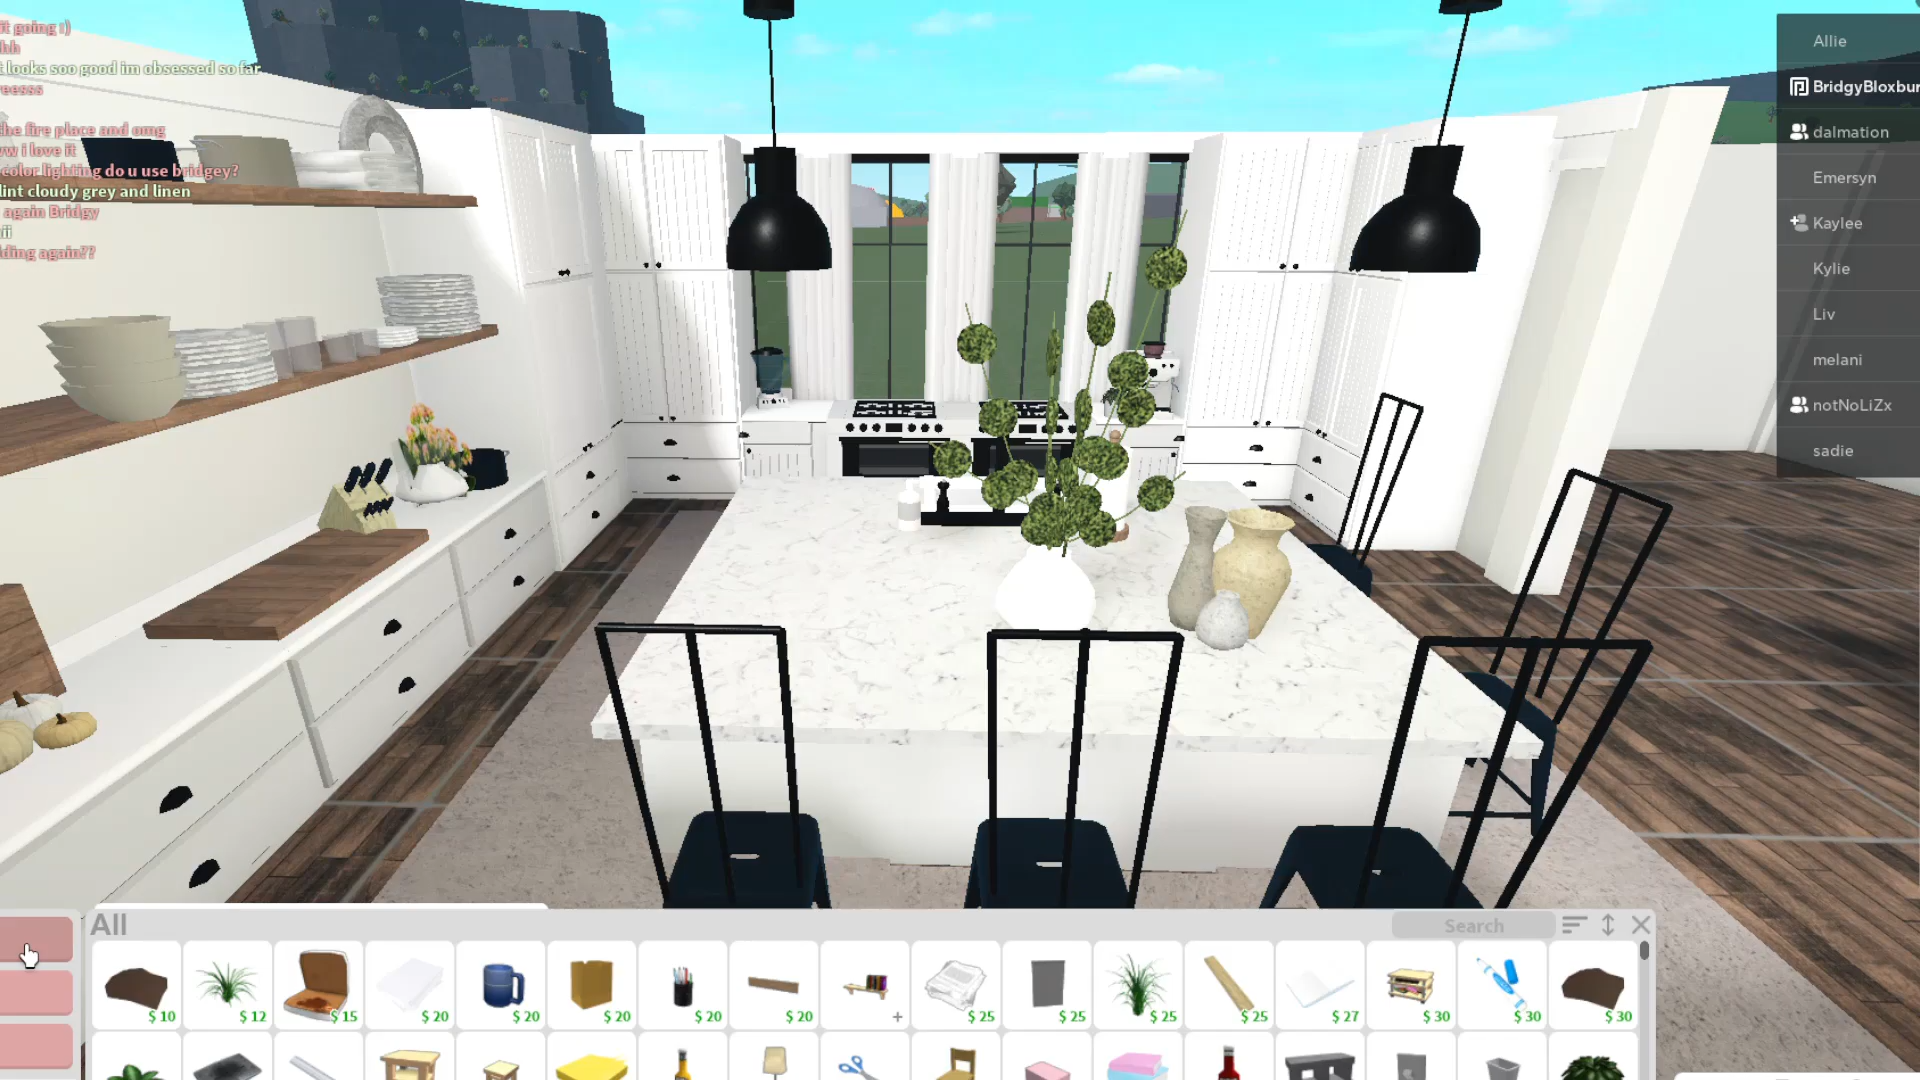 it going :)
hh
t looks soo good im obsessed so far
eesss
he fire place and omg
w i love it
color lighting do u use bridgey?
lint cloudy grey and linen
again Bridgy
ii
ding again??
Allie
BridgyBloxbur
dalmation
Emersyn
Kaylee
Kylie
Liv
melani
notNoLiZx
sadie
All
Search
$ 10
$ 12
$ 15
$ 20
$ 20
$ 20
$ 20
$ 20
+
$ 25
$ 25
$ 25
$ 25
$ 27
$ 30
$ 30
$ 30